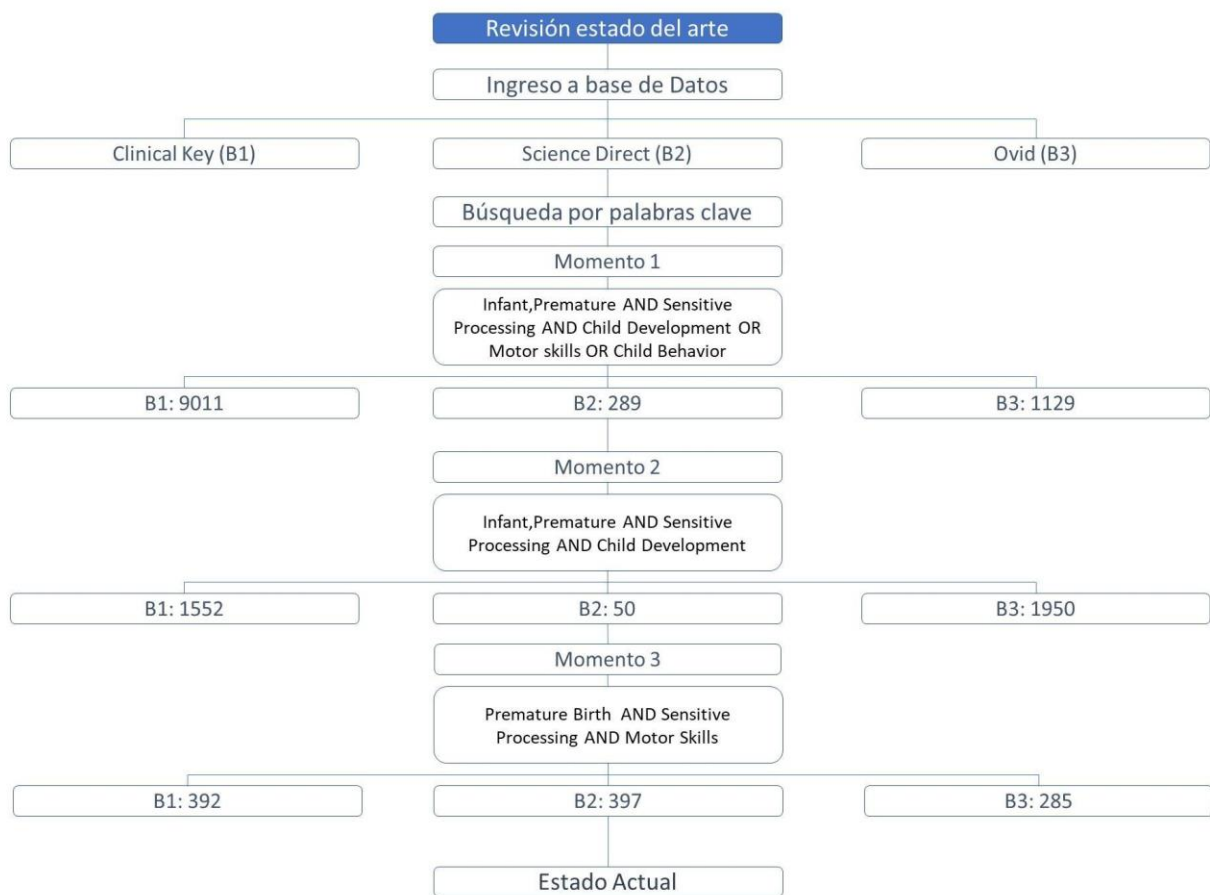 Revisión estado del arte
Ingreso a base de Datos
Clinical Key (B1)
Science Direct (B2)
Ovid (B3)
Búsqueda por palabras clave
Momento 1
Infant,Premature AND Sensitive
Processing AND Child Development OR
Motor skills OR Child Behavior
B1: 9011
B2: 289
B3: 1129
Momento 2
Infant,Premature AND Sensitive
Processing AND Child Development
B1: 1552
B2: 50
B3: 1950
Momento 3
Premature Birth AND Sensitive
Processing AND Motor Skills
B1: 392
B2: 397
B3: 285
Estado Actual